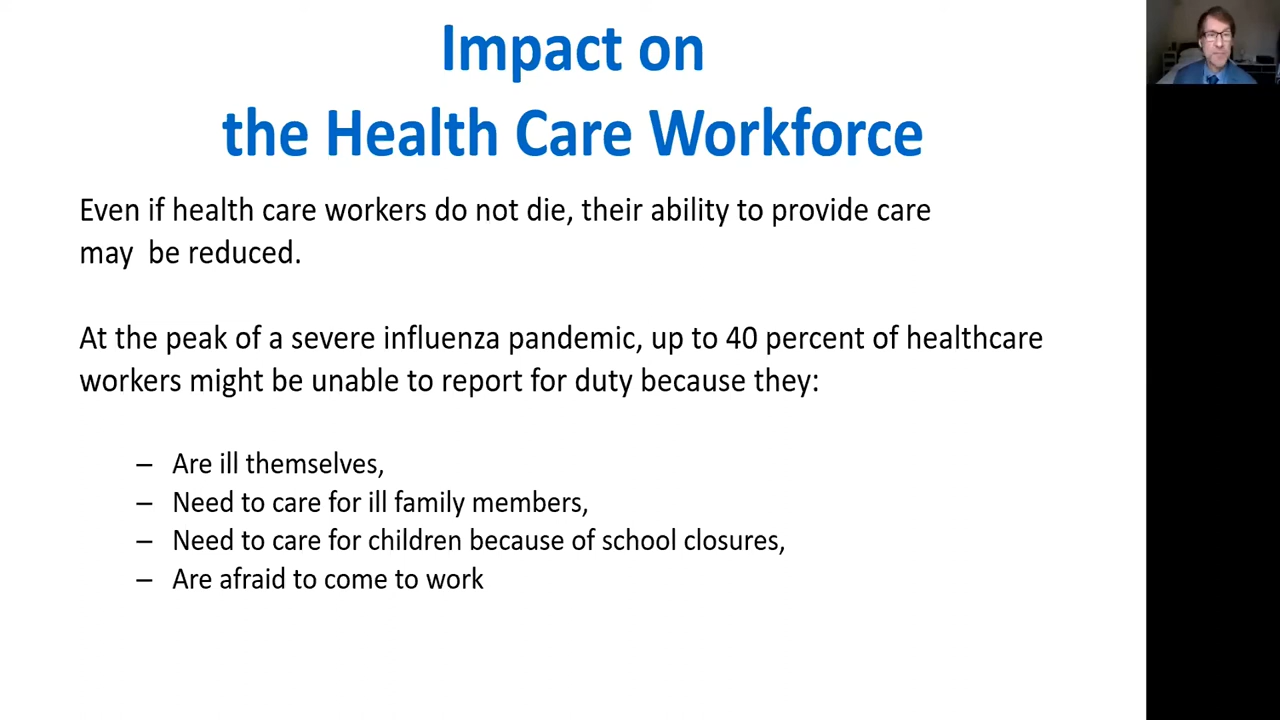 Impact on
the Health Care Workforce
Even if health care workers do not die, their ability to provide care
may  be reduced.
At the peak of a severe influenza pandemic, up to 40 percent of healthcare
workers might be unable to report for duty because they:
– Are ill themselves,
– Need to care for ill family members,
– Need to care for children because of school closures,
– Are afraid to come to work